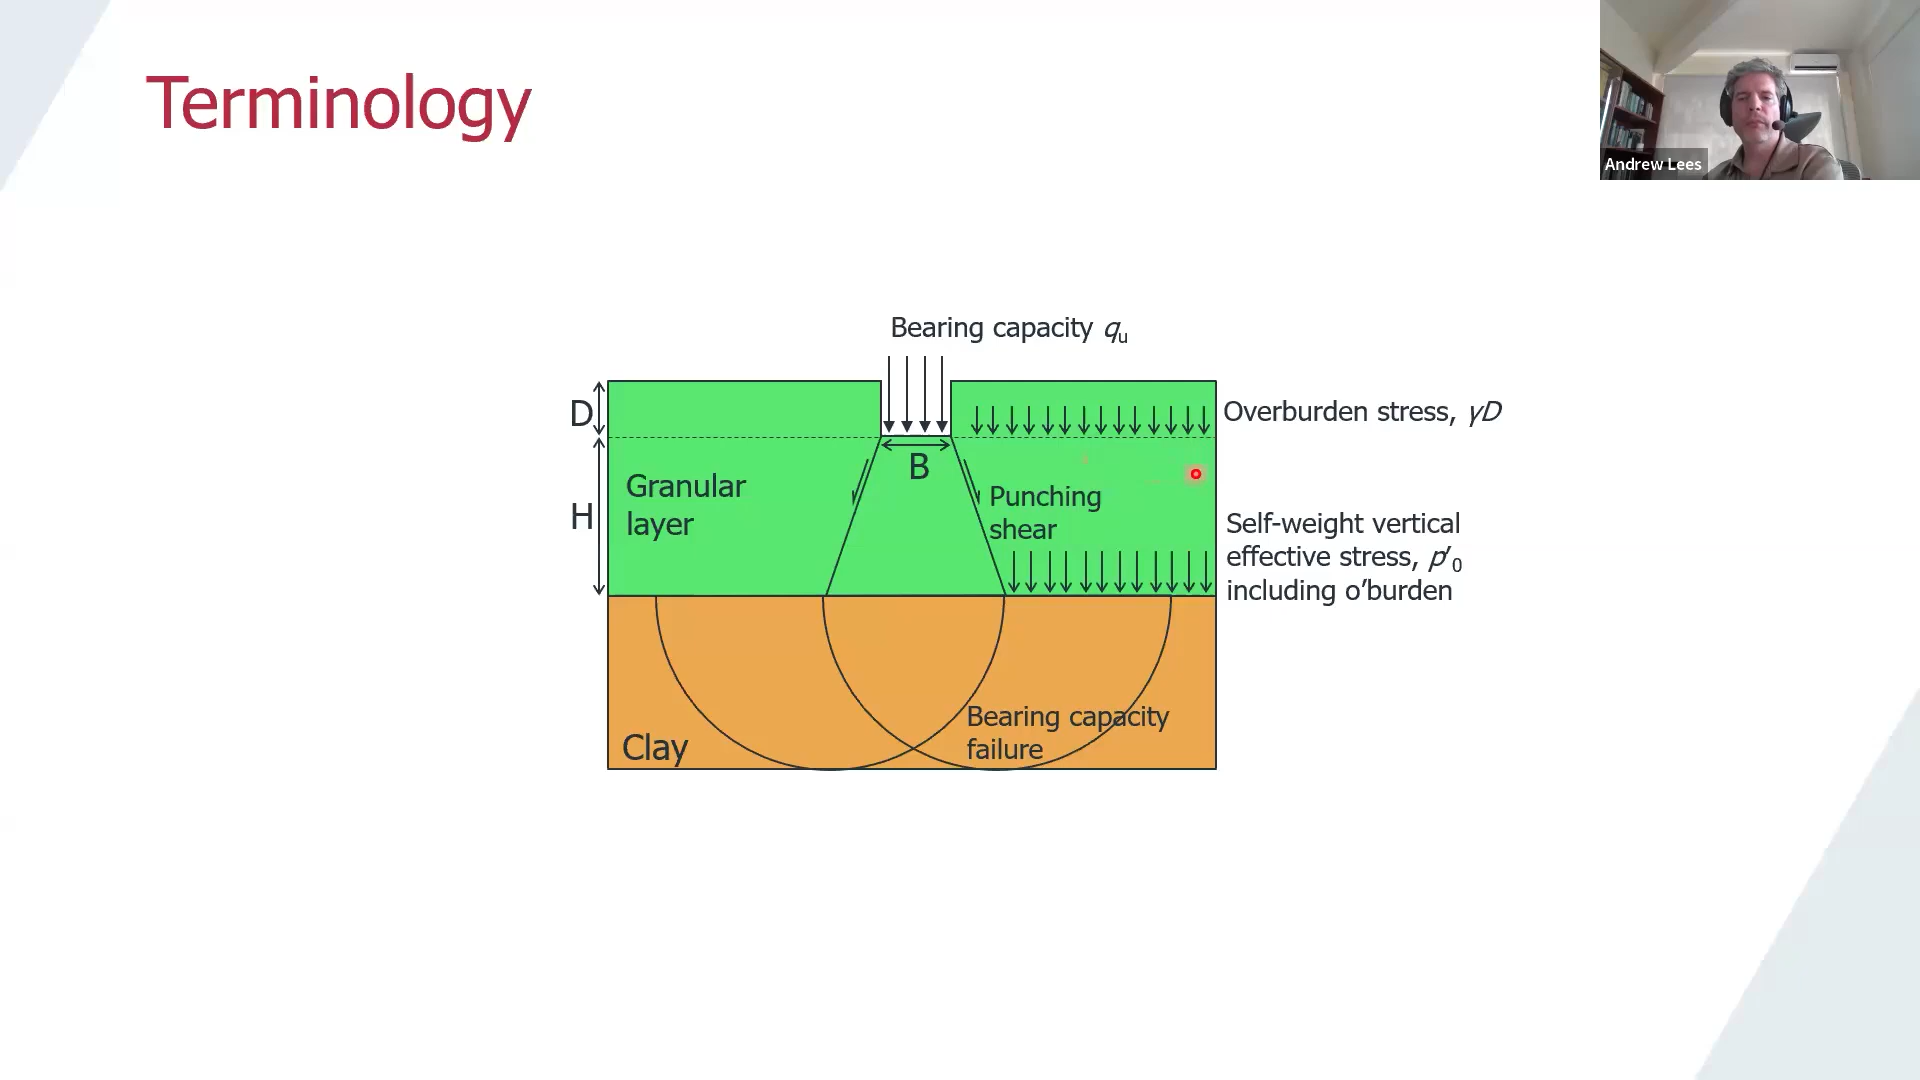 Terminology
Andrew Lees
Bearing capacity qu
D
Overburden stress, γD
B
Granular
layer
H
Punching
shear
Self-weight vertical
effective stress, p′0
including o’burden
Bearing capacity
failure
Clay